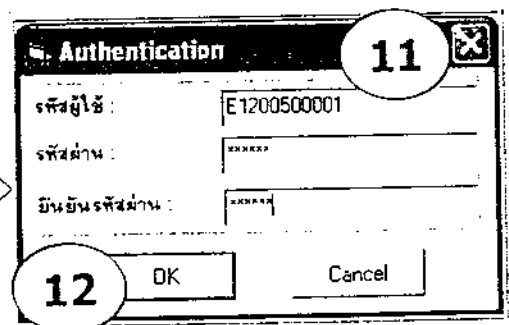 Authentication
11
รหัสผู้ใช้ : E1200500001
รหัสผ่าน : ******
ยืนยันรหัสผ่าน : ******
12 OK Cancel